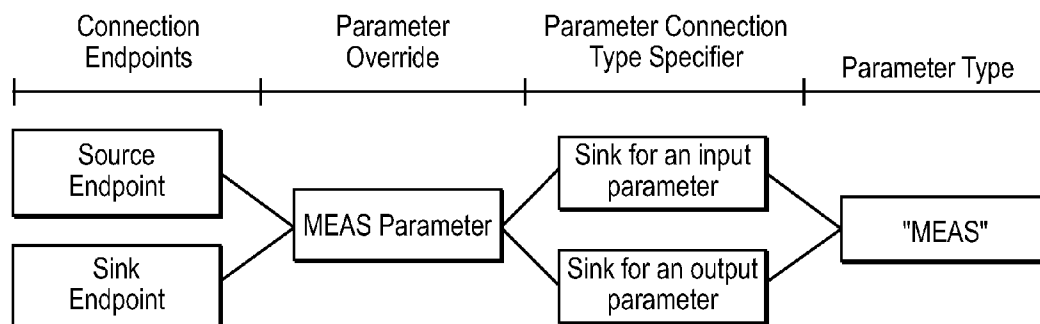 Connection
Endpoints
Parameter
Override
Parameter Connection
Type Specifier
Parameter Type
Source
Endpoint
Sink
Endpoint
MEAS Parameter
Sink for an input
parameter
Sink for an output
parameter
"MEAS"